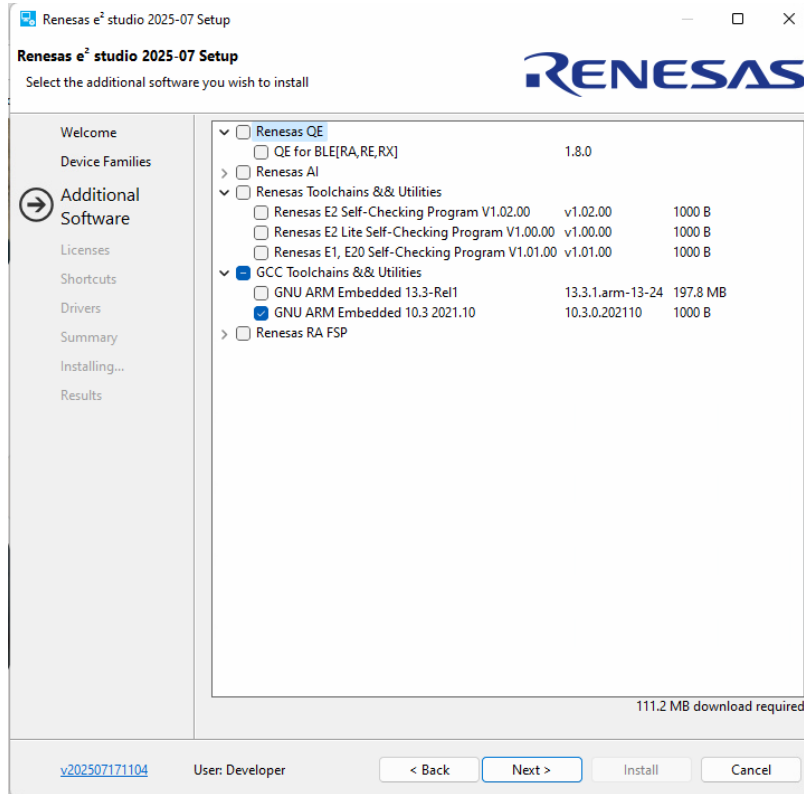 Renesas e² studio 2025-07 Setup
Renesas e² studio 2025-07 Setup
Select the additional software you wish to install
RENESAS
Welcome
Device Families
Additional
Software
Licenses
Shortcuts
Drivers
Summary
Installing...
Results
Renesas QE
QE for BLE[RA,RE,RX] 1.8.0
Renesas AI
Renesas Toolchains && Utilities
Renesas E2 Self-Checking Program V1.02.00 v1.02.00 1000 B
Renesas E2 Lite Self-Checking Program V1.00.00 v1.00.00 1000 B
Renesas E1, E20 Self-Checking Program V1.01.00 v1.01.00 1000 B
GCC Toolchains && Utilities
GNU ARM Embedded 13.3-Rel1 13.3.1.arm-13-24 197.8 MB
GNU ARM Embedded 10.3 2021.10 10.3.0.202110 1000 B
Renesas RA FSP
111.2 MB download required
v202507171104 User: Developer < Back Next > Install Cancel